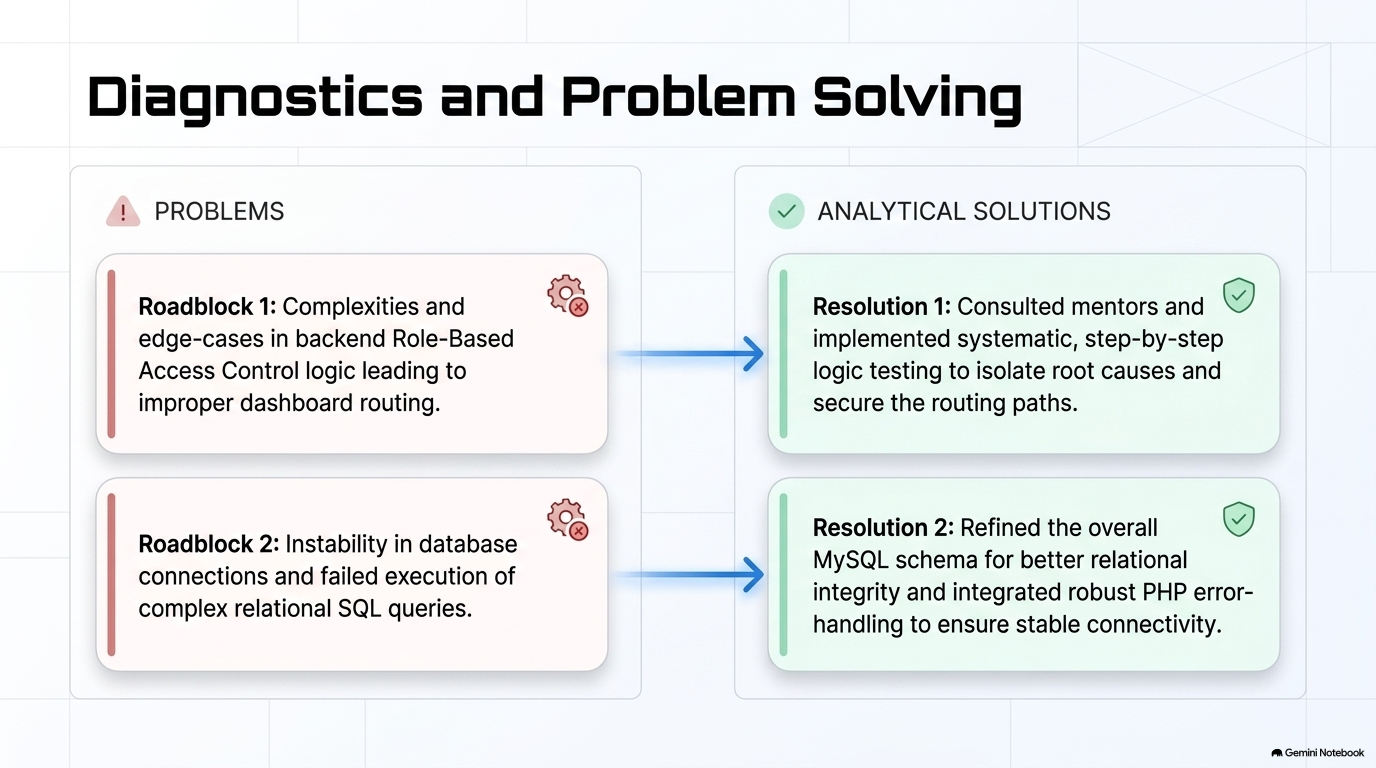 Diagnostics and Problem Solving
PROBLEMS
Roadblock 1: Complexities and
edge-cases in backend Role-Based
Access Control logic leading to
improper dashboard routing.
Roadblock 2: Instability in database
connections and failed execution of
complex relational SQL queries.
ANALYTICAL SOLUTIONS
Resolution 1: Consulted mentors and
implemented systematic, step-by-step
logic testing to isolate root causes and
secure the routing paths.
Resolution 2: Refined the overall
MySQL schema for better relational
integrity and integrated robust PHP error-
handling to ensure stable connectivity.
Gemini Notebook